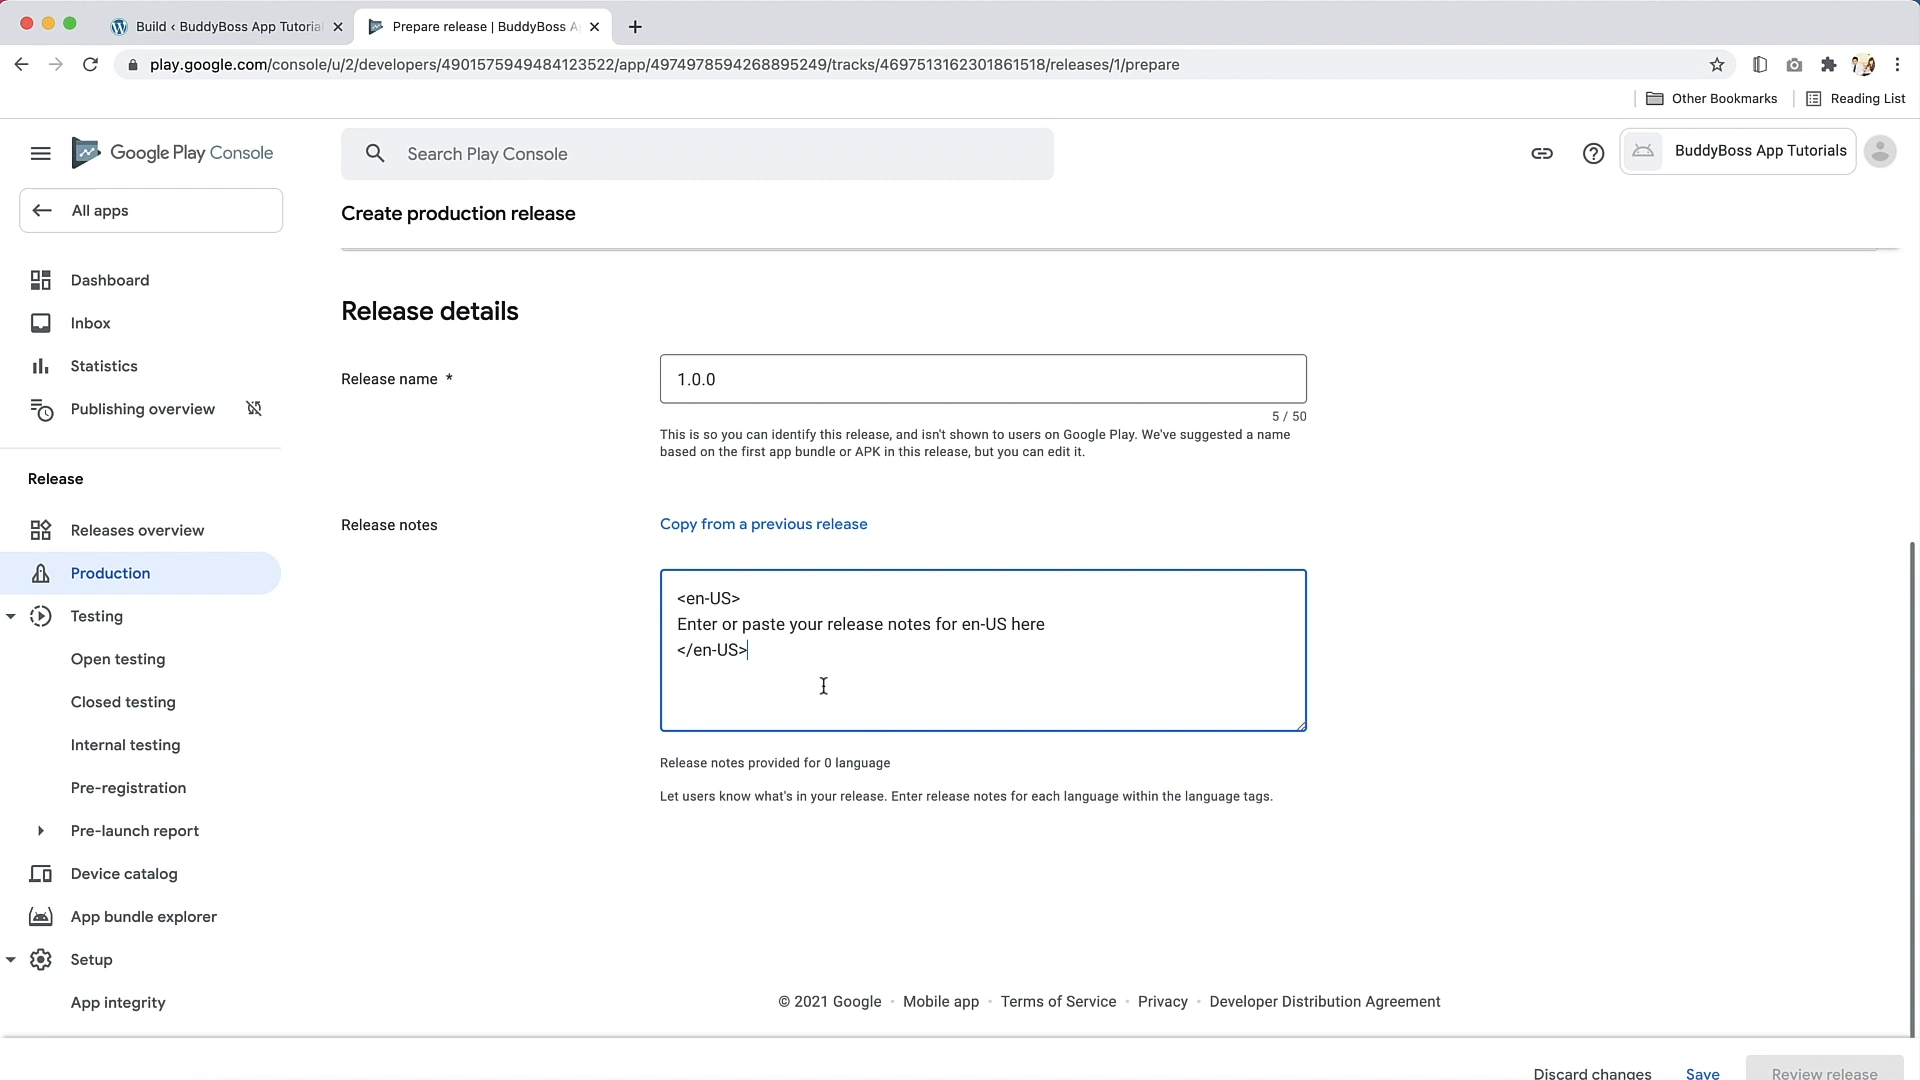 Build ‹ BuddyBoss App Tutoria
Prepare release | BuddyBoss A
play.google.com/console/u/2/developers/4901575949484123522/app/4974978594268895249/tracks/4697513162301861518/releases/1/prepare
Other Bookmarks
Reading List
Google Play Console
Search Play Console
BuddyBoss App Tutorials
All apps
Create production release
Dashboard
Inbox
Statistics
Publishing overview
Release
Releases overview
Production
Testing
Open testing
Closed testing
Internal testing
Pre-registration
Pre-launch report
Device catalog
App bundle explorer
Setup
App integrity
Release details
Release name *
1.0.0
5 / 50
This is so you can identify this release, and isn't shown to users on Google Play. We've suggested a name
based on the first app bundle or APK in this release, but you can edit it.
Release notes
Copy from a previous release
<en-US>
Enter or paste your release notes for en-US here
</en-US>
Release notes provided for 0 language
Let users know what's in your release. Enter release notes for each language within the language tags.
© 2021 Google · Mobile app · Terms of Service · Privacy · Developer Distribution Agreement
Discard changes
Save
Review release